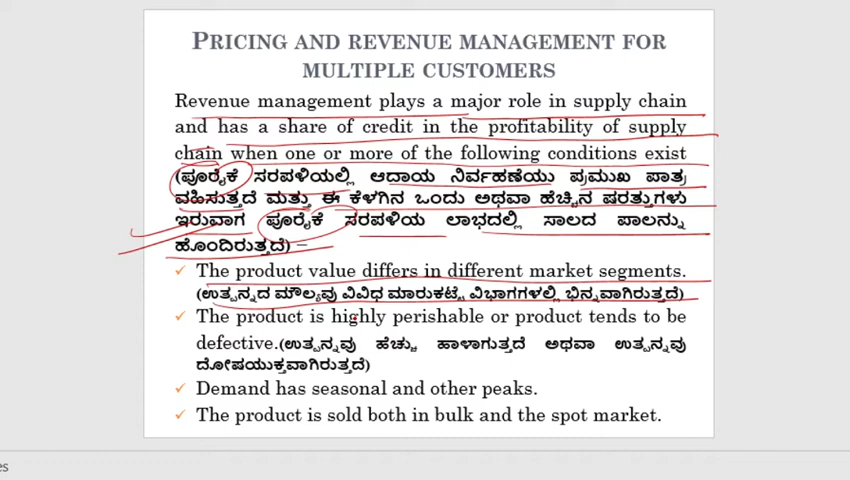 PRICING AND REVENUE MANAGEMENT FOR
MULTIPLE CUSTOMERS
Revenue management plays a major role in supply chain
and has a share of credit in the profitability of supply
chain when one or more of the following conditions exist
(ಪೂರೈಕೆ ಸರಪಳಿಯಲ್ಲಿ ಆದಾಯ ನಿರ್ವಹಣೆಯು ಪ್ರಮುಖ ಪಾತ್ರ
ವಹಿಸುತ್ತದೆ ಮತ್ತು ಈ ಕೆಳಗಿನ ಒಂದು ಅಥವಾ ಹೆಚ್ಚಿನ ಷರತ್ತುಗಳು
ಇರುವಾಗ ಪೂರೈಕೆ ಸರಪಳಿಯ ಲಾಭದಲ್ಲಿ ಸಾಲದ ಪಾಲನ್ನು
ಹೊಂದಿರುತ್ತದೆ) –
✓ The product value differs in different market segments.
(ಉತ್ಪನ್ನದ ಮೌಲ್ಯವು ವಿವಿಧ ಮಾರುಕಟ್ಟೆ ವಿಭಾಗಗಳಲ್ಲಿ ಭಿನ್ನವಾಗಿರುತ್ತದೆ)
✓ The product is highly perishable or product tends to be
defective.(ಉತ್ಪನ್ನವು ಹೆಚ್ಚು ಹಾಳಾಗುತ್ತದೆ ಅಥವಾ ಉತ್ಪನ್ನವು
ದೋಷಯುಕ್ತವಾಗಿರುತ್ತದೆ)
✓ Demand has seasonal and other peaks.
✓ The product is sold both in bulk and the spot market.